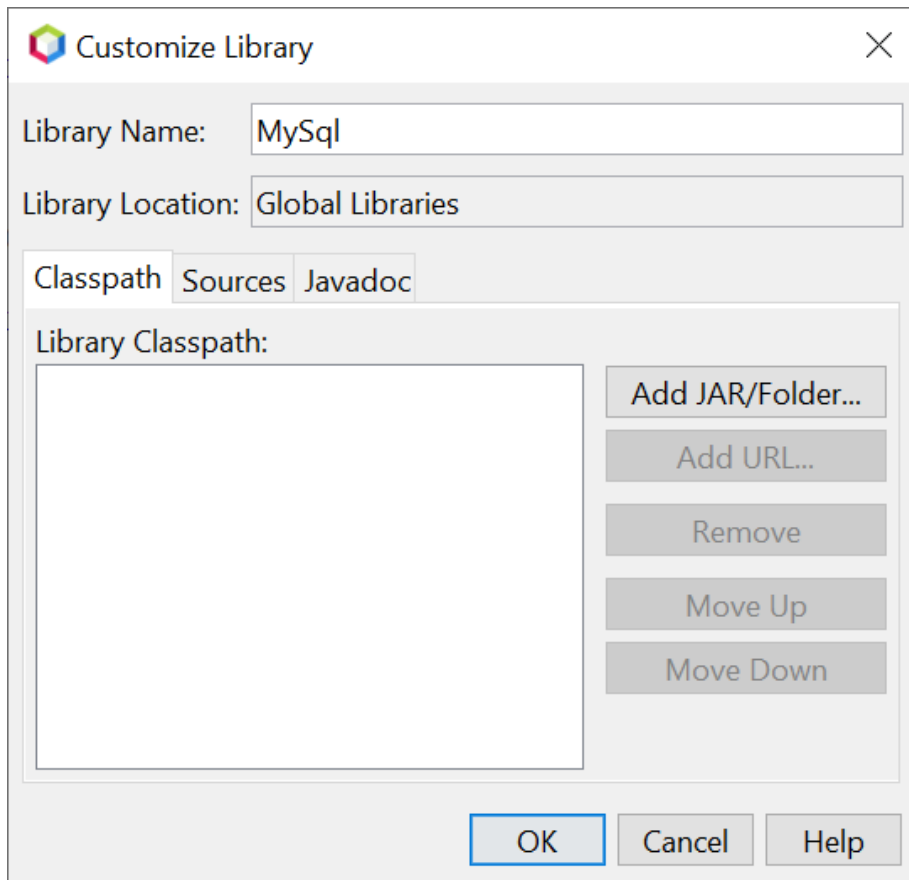 Customize Library
Library Name: MySql
Library Location: Global Libraries
Classpath Sources Javadoc
Library Classpath:
Add JAR/Folder...
Add URL...
Remove
Move Up
Move Down
OK Cancel Help